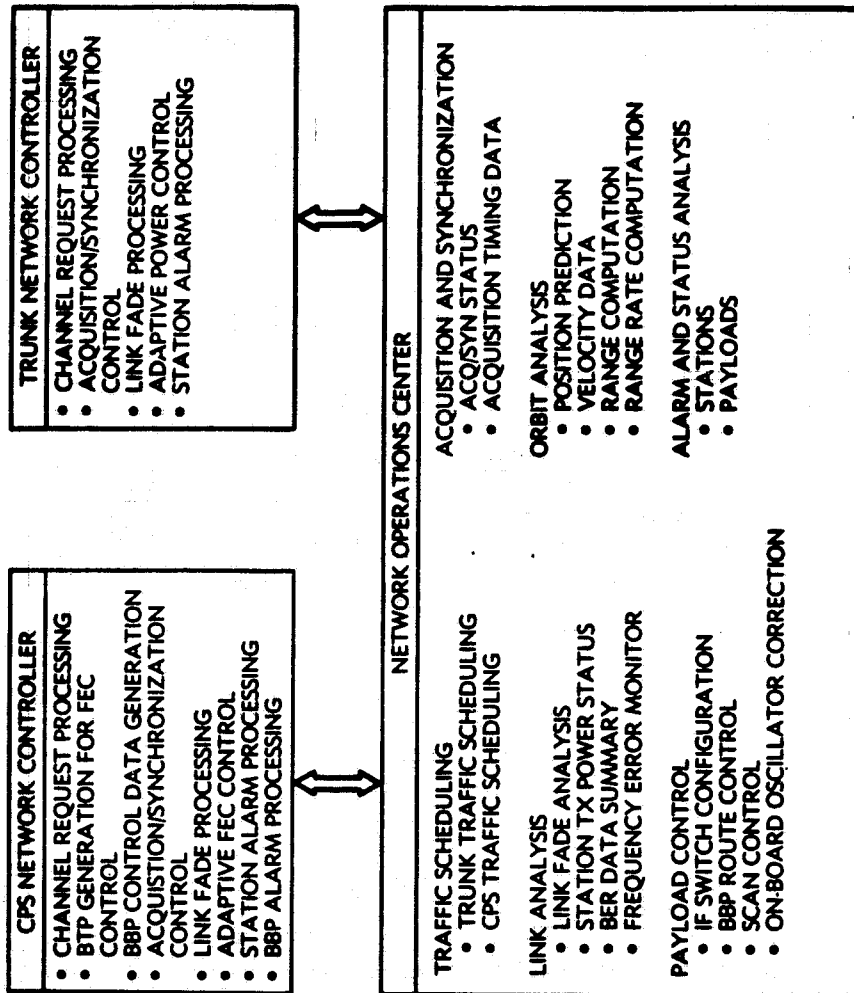 CPS NETWORK CONTROLLER
• CHANNEL REQUEST PROCESSING
• BTP GENERATION FOR FEC
CONTROL
• BBP CONTROL DATA GENERATION
• ACQUISTION/SYNCHRONIZATION
CONTROL
• LINK FADE PROCESSING
• ADAPTIVE FEC CONTROL
• STATION ALARM PROCESSING
• BBP ALARM PROCESSING
TRUNK NETWORK CONTROLLER
• CHANNEL REQUEST PROCESSING
• ACQUISITION/SYNCHRONIZATION
CONTROL
• LINK FADE PROCESSING
• ADAPTIVE POWER CONTROL
• STATION ALARM PROCESSING
NETWORK OPERATIONS CENTER
TRAFFIC SCHEDULING
• TRUNK TRAFFIC SCHEDULING
• CPS TRAFFIC SCHEDULING
LINK ANALYSIS
• LINK FADE ANALYSIS
• STATION TX POWER STATUS
• BER DATA SUMMARY
• FREQUENCY ERROR MONITOR
PAYLOAD CONTROL
• IF SWITCH CONFIGURATION
• BBP ROUTE CONTROL
• SCAN CONTROL
• ON-BOARD OSCILLATOR CORRECTION
ACQUISITION AND SYNCHRONIZATION
• ACQ/SYN STATUS
• ACQUISITION TIMING DATA
ORBIT ANALYSIS
• POSITION PREDICTION
• VELOCITY DATA
• RANGE COMPUTATION
• RANGE RATE COMPUTATION
ALARM AND STATUS ANALYSIS
• STATIONS
• PAYLOADS